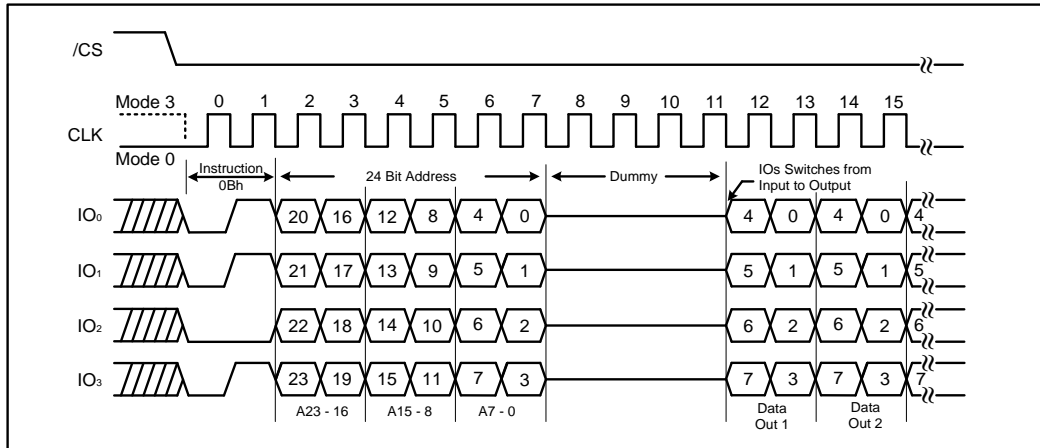 /CS
Mode 3
0 1 2 3 4 5 6 7 8 9 10 11 12 13 14 15
CLK
Mode 0
Instruction
0Bh
24 Bit Address
Dummy
IOs Switches from
Input to Output
IO0
20 16 12 8 4 0 4 0 4 0 4
IO1
21 17 13 9 5 1 5 1 5 1 5
IO2
22 18 14 10 6 2 6 2 6 2 6
IO3
23 19 15 11 7 3 7 3 7 3 7
A23 - 16
A15 - 8
A7 - 0
Data
Out 1
Data
Out 2